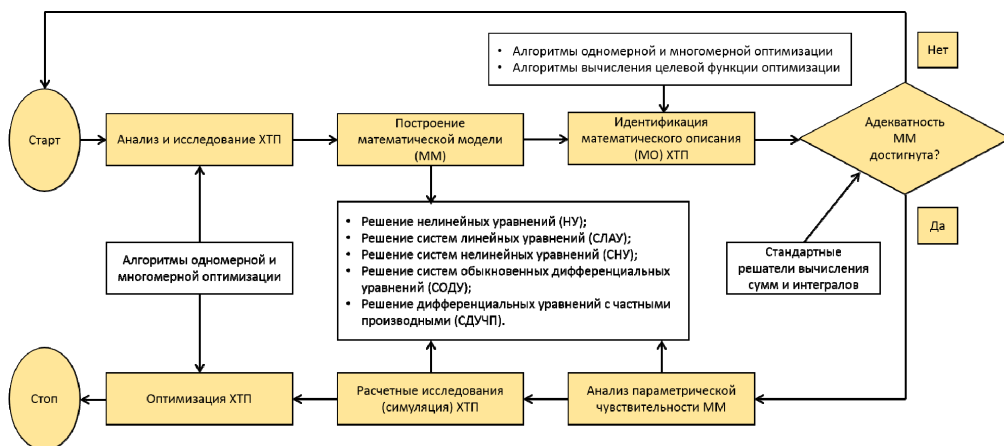 • Алгоритмы одномерной и многомерной оптимизации
• Алгоритмы вычисления целевой функции оптимизации
Нет
Старт
Анализ и исследование ХТП
Построение
математической модели
(ММ)
Идентификация
математического описания
(МО) ХТП
Адекватность
ММ
достигнута?
Да
Алгоритмы одномерной и
многомерной оптимизации
• Решение нелинейных уравнений (НУ);
• Решение систем линейных уравнений (СЛАУ);
• Решение систем нелинейных уравнений (СНУ);
• Решение систем обыкновенных дифференциальных
уравнений (СОДУ);
• Решение дифференциальных уравнений с частными
производными (СДУЧП).
Стандартные
решатели вычисления
сумм и интегралов
Стоп
Оптимизация ХТП
Расчетные исследования
(симуляция) ХТП
Анализ параметрической
чувствительности ММ